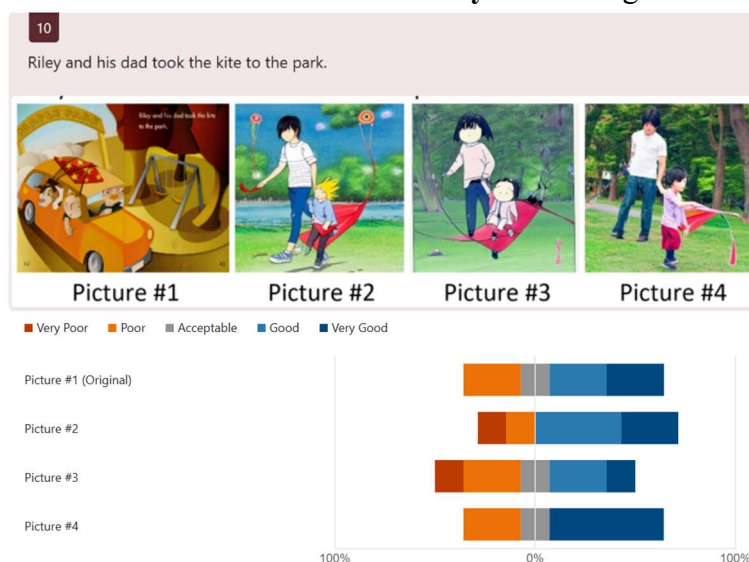 10
Riley and his dad took the kite to the park.
Riley and his dad took the kite
to the park.
Picture #1
Picture #2
Picture #3
Picture #4
Very Poor
Poor
Acceptable
Good
Very Good
Picture #1 (Original)
Picture #2
Picture #3
Picture #4
100%
0%
100%